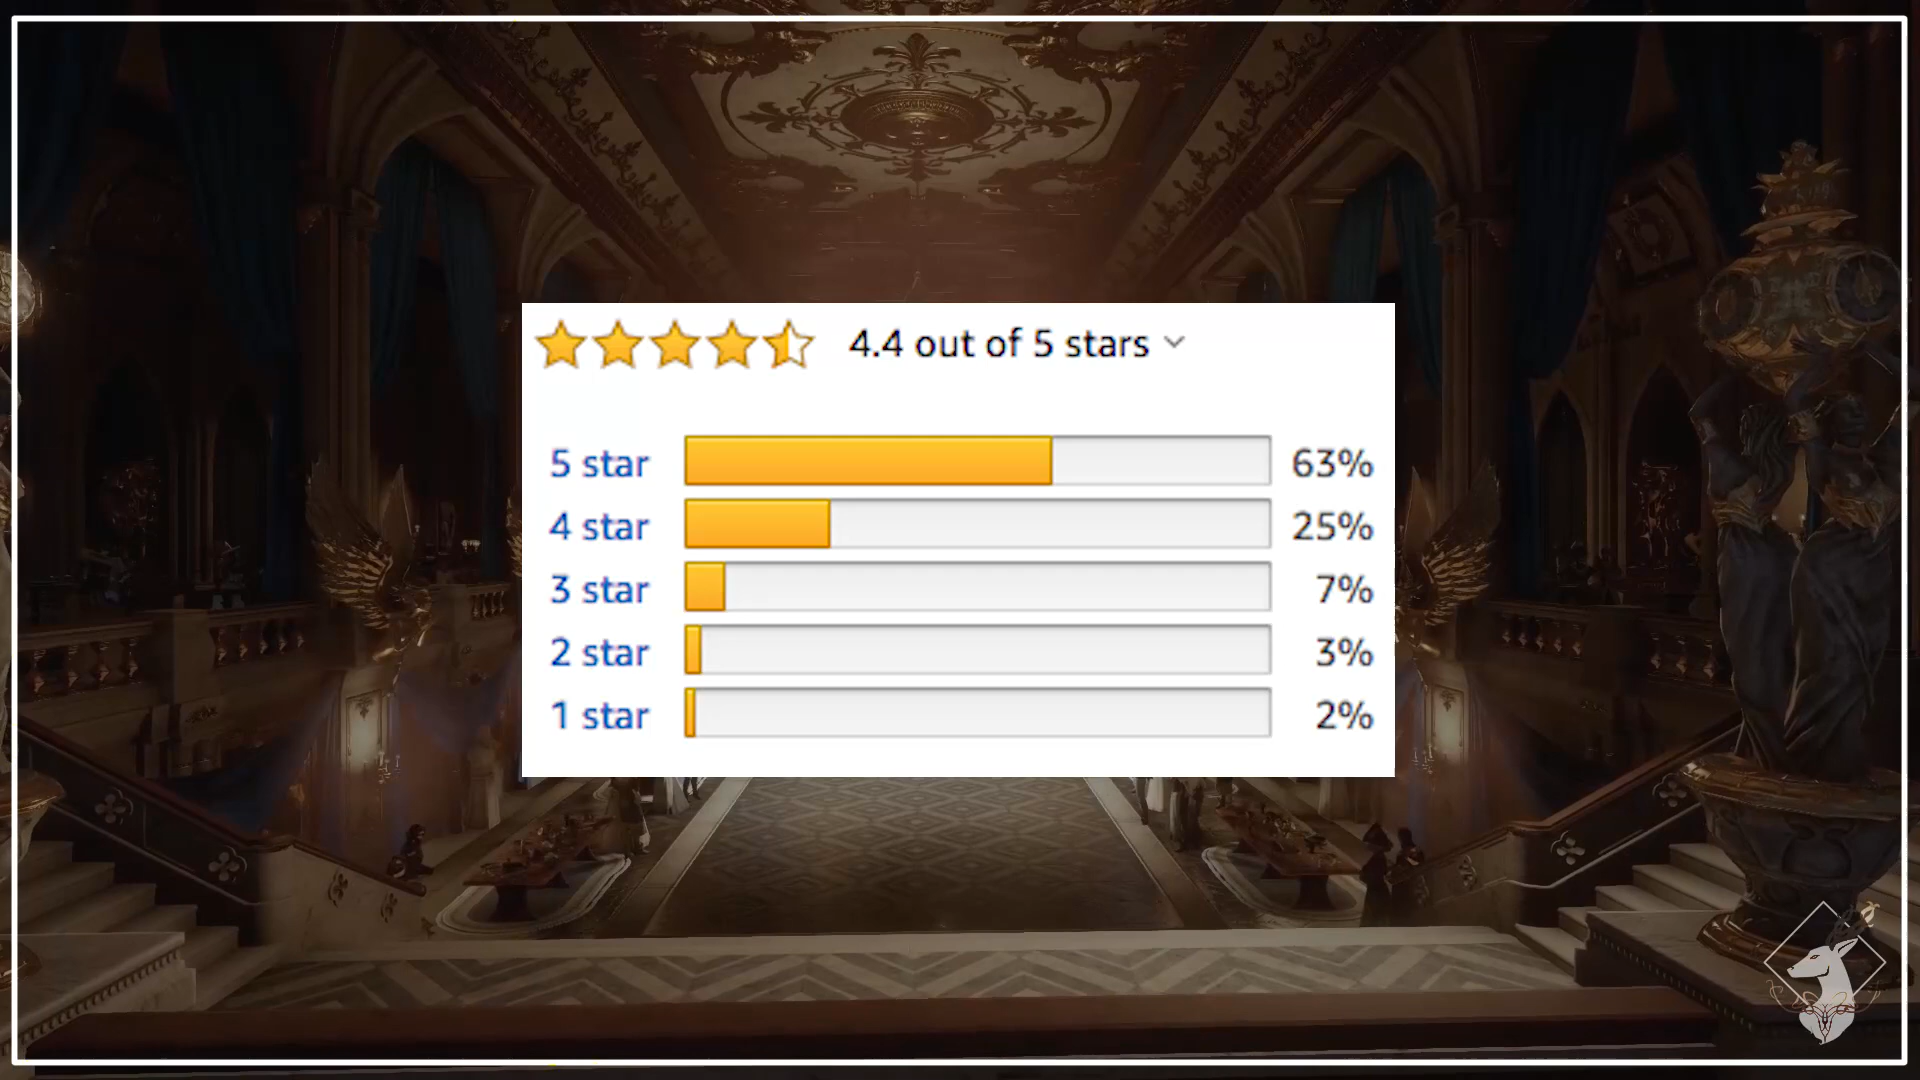 4.4 out of 5 stars
5 star 63%
4 star 25%
3 star 7%
2 star 3%
1 star 2%